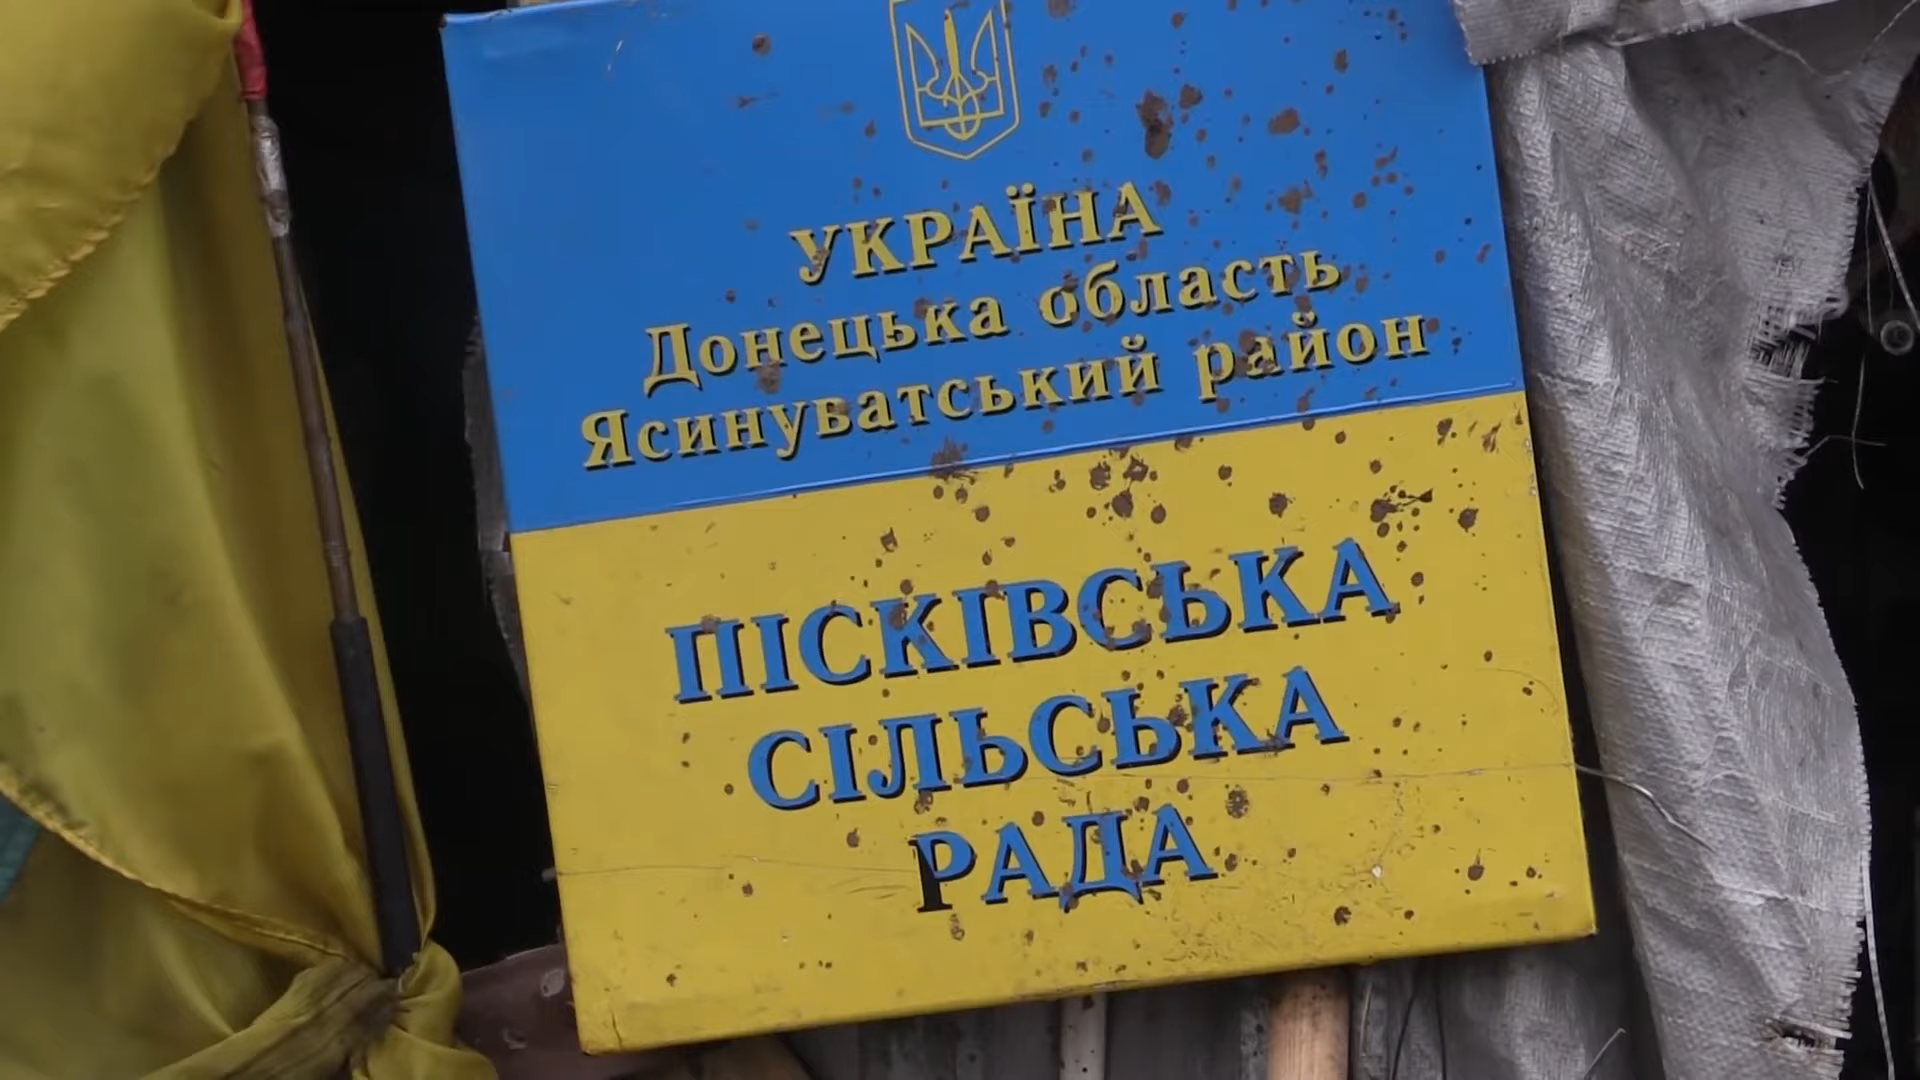 УКРАЇНА
Донецька область
Ясинуватський район
ПІСКІВСЬКА
СІЛЬСЬКА
РАДА